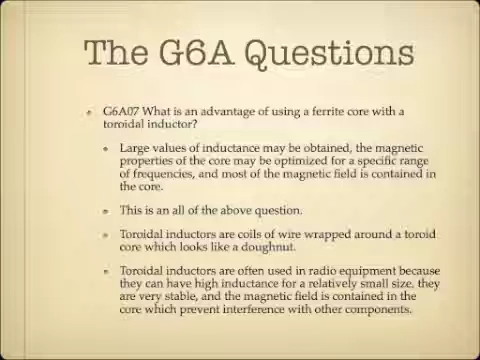 The G6A Questions
G6A07 What is an advantage of using a ferrite core with a
toroidal inductor?
Large values of inductance may be obtained, the magnetic
properties of the core may be optimized for a specific range
of frequencies, and most of the magnetic field is contained in
the core.
This is an all of the above question.
Toroidal inductors are coils of wire wrapped around a toroid
core which looks like a doughnut.
Toroidal inductors are often used in radio equipment because
they can have high inductance for a relatively small size, they
are very stable, and the magnetic field is contained in the
core which prevent interference with other components.